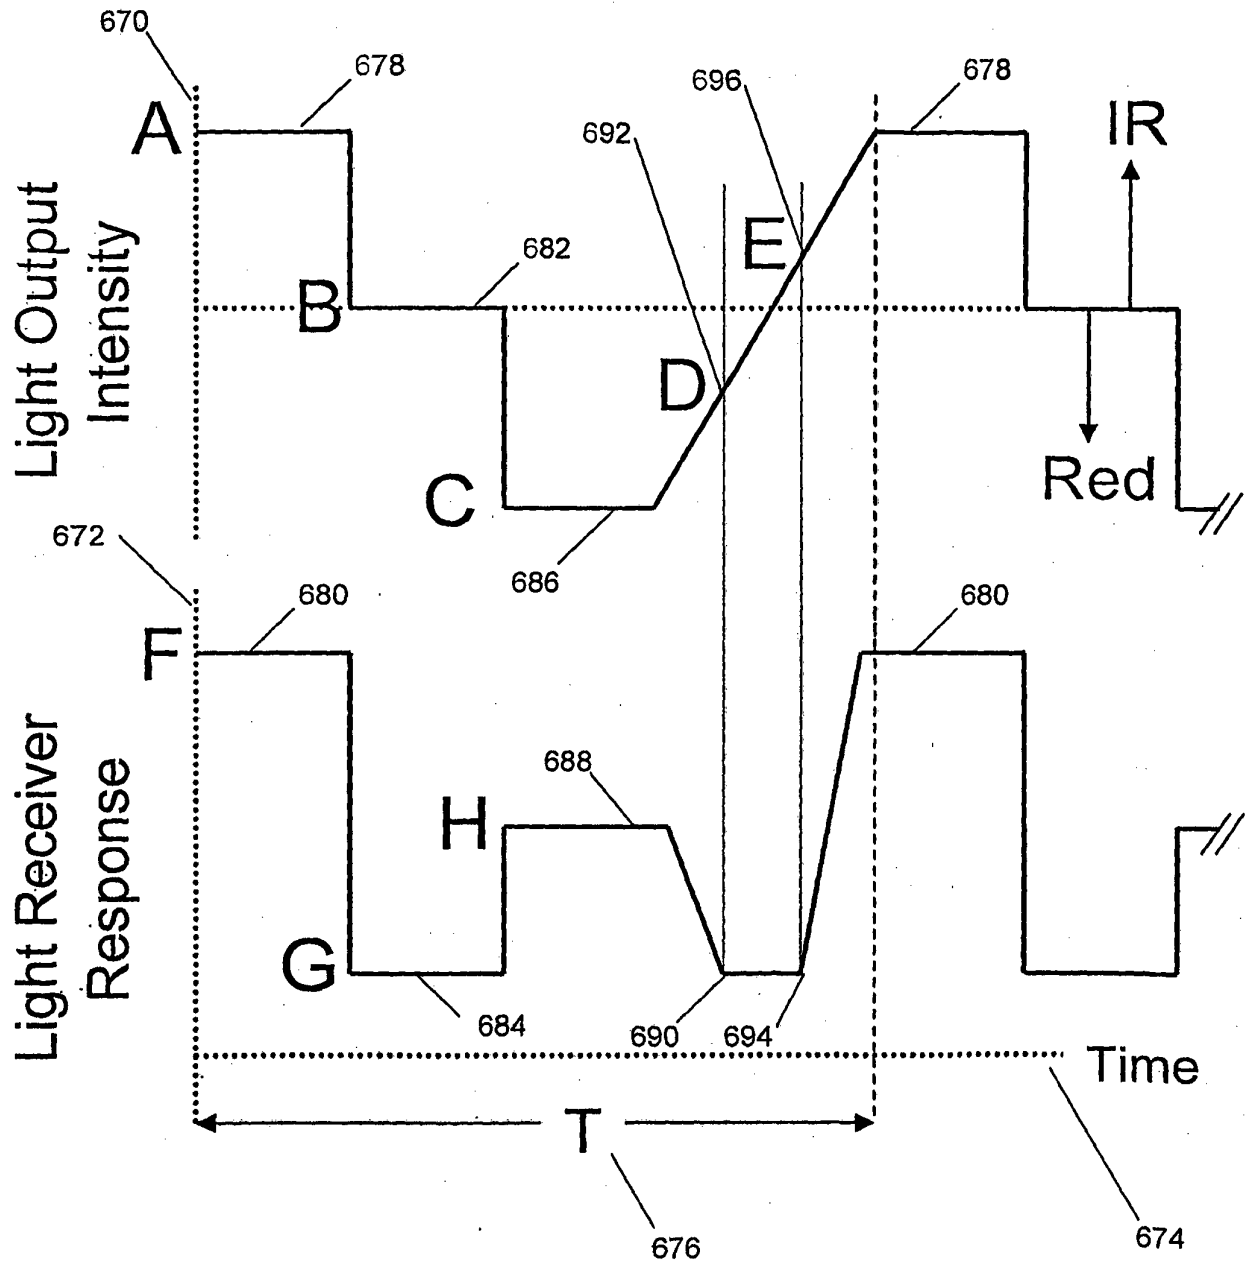 670
678
696
678
692
A
IR
Light Output
Intensity
682
E
B
D
Red
C
672
686
680
680
F
688
H
Light Receiver
Response
G
684
690
694
Time
T
676
674